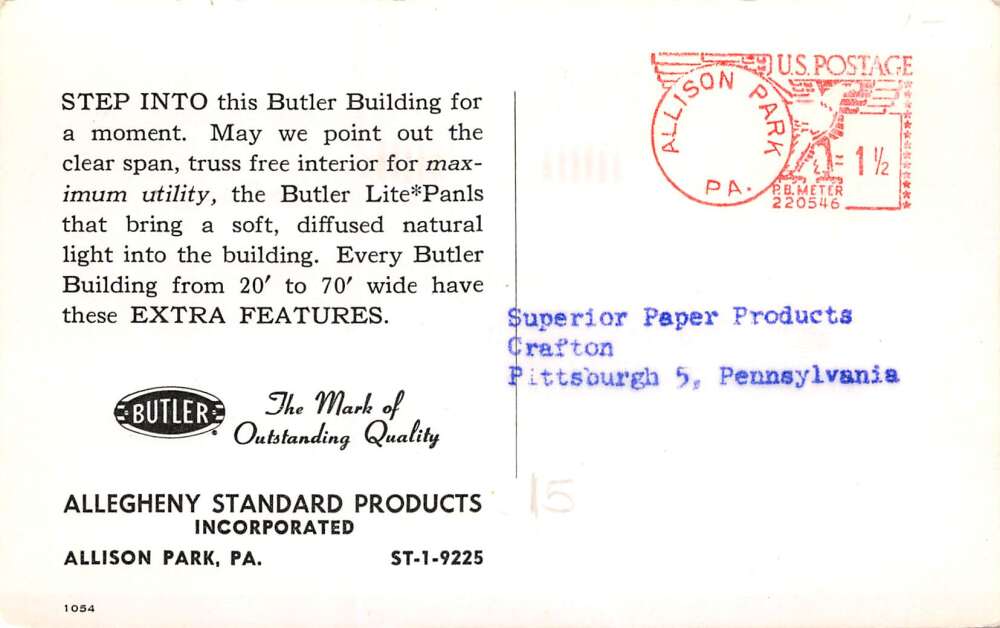 STEP INTO this Butler Building for
a moment. May we point out the
clear span, truss free interior for max-
imum utility, the Butler Lite*Panls
that bring a soft, diffused natural
light into the building. Every Butler
Building from 20′ to 70′ wide have
these EXTRA FEATURES.
BUTLER
The Mark of
Outstanding Quality
ALLEGHENY STANDARD PRODUCTS
INCORPORATED
ALLISON PARK, PA. ST-1-9225
1054
U.S. POSTAGE
ALLISON PARK
PA.
1 ½
P.B. METER
220546
Superior Paper Products
Crafton
Pittsburgh 5, Pennsylvania
15